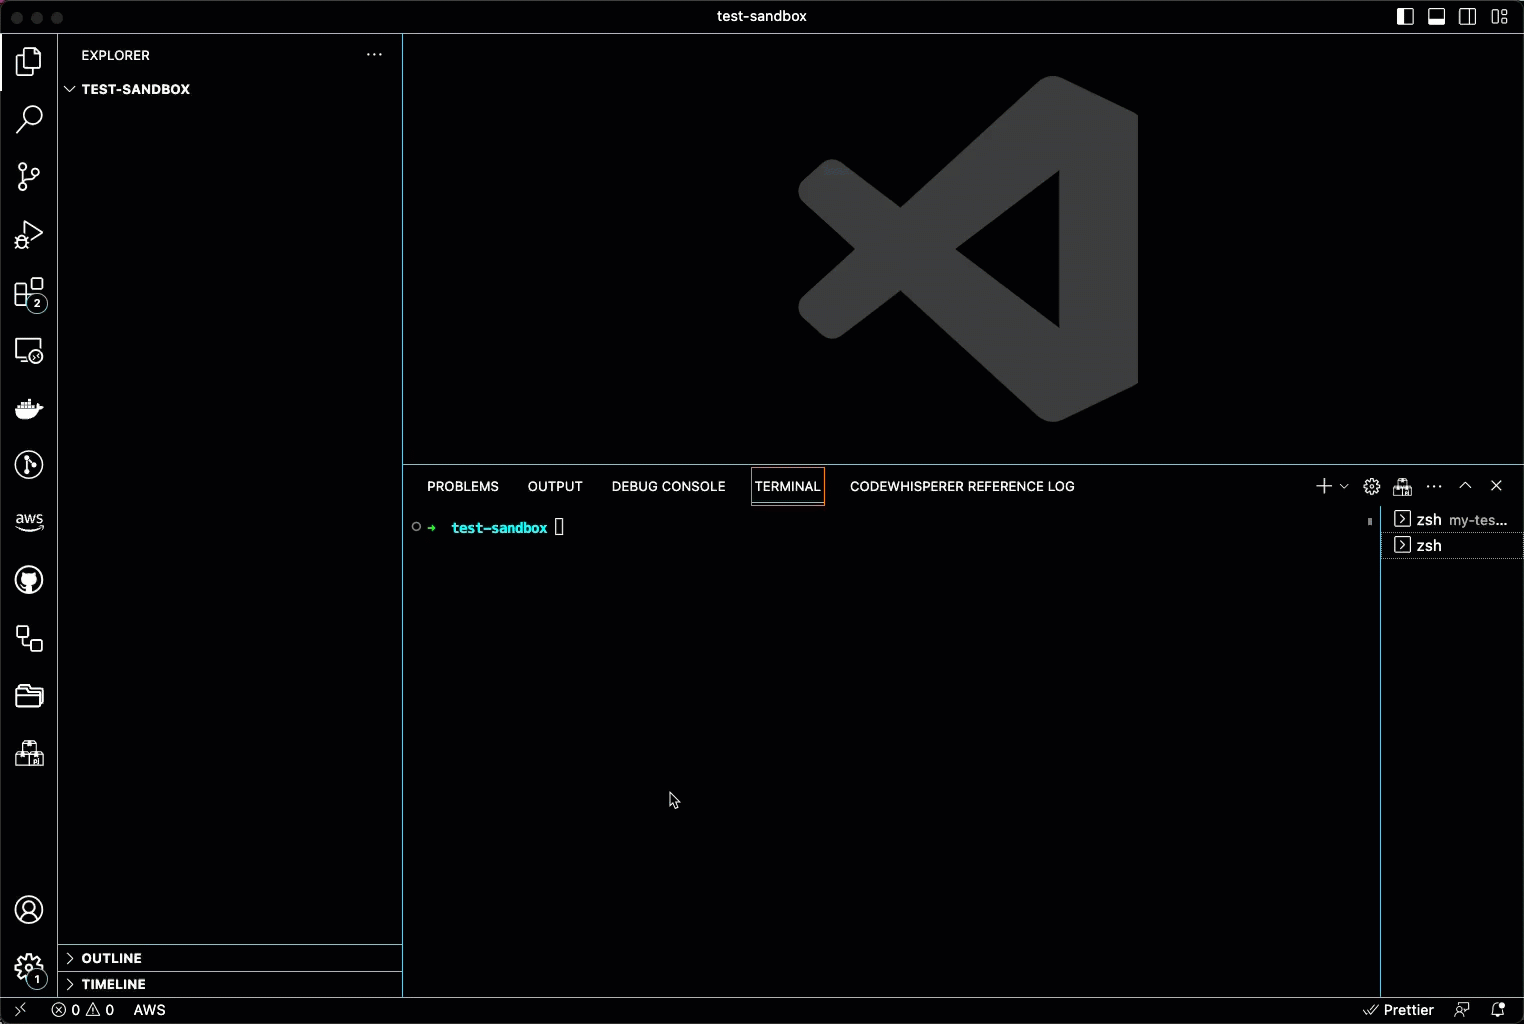 test-sandbox
EXPLORER
TEST-SANDBOX
2
aws
pj
1
OUTLINE
TIMELINE
PROBLEMS OUTPUT DEBUG CONSOLE TERMINAL CODEWHISPERER REFERENCE LOG
test-sandbox
zsh my-tes...
zsh
0 0 AWS
Prettier